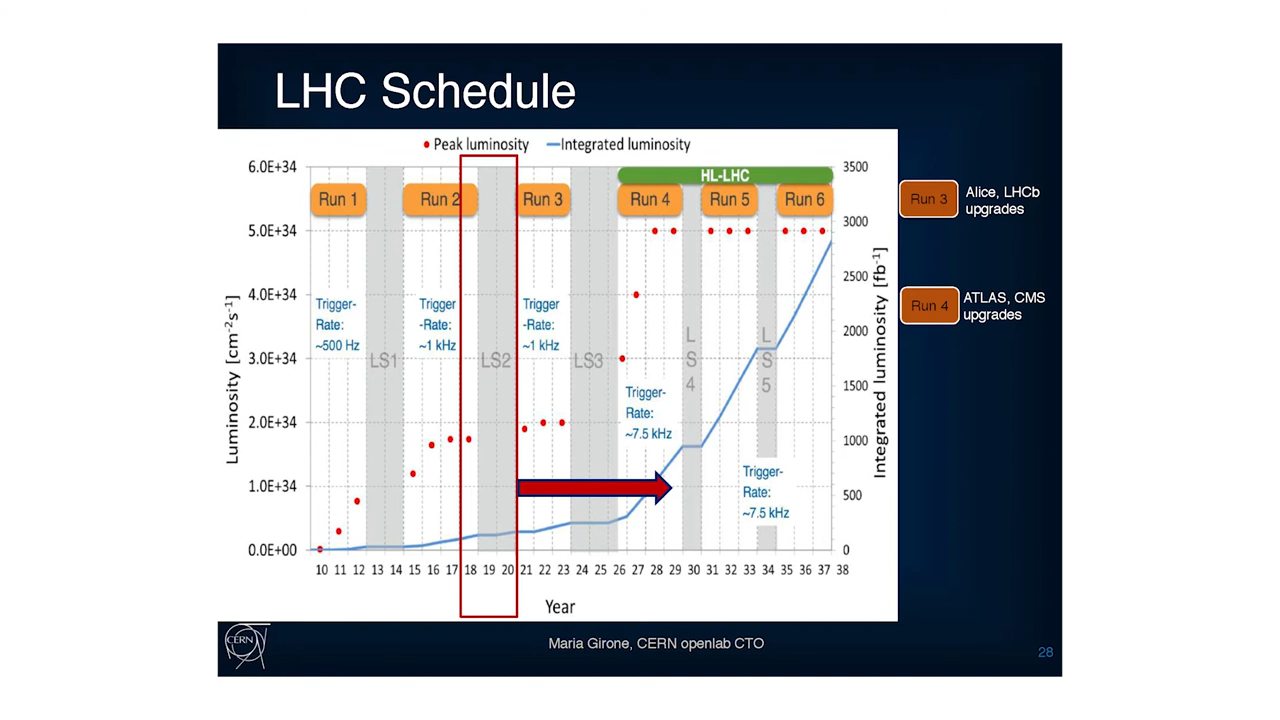 LHC Schedule
Peak luminosity
Integrated luminosity
6.0E+34
5.0E+34
4.0E+34
3.0E+34
2.0E+34
1.0E+34
0.0E+00
3500
3000
2500
2000
1500
1000
500
0
Luminosity [cm⁻²s⁻¹]
Integrated luminosity [fb⁻¹]
HL-LHC
Run 1
Run 2
Run 3
Run 4
Run 5
Run 6
Trigger-
Rate:
~500 Hz
Trigger
-Rate:
~1 kHz
Trigger
-Rate:
~1 kHz
Trigger-
Rate:
~7.5 kHz
Trigger-
Rate:
~7.5 kHz
LS1
LS2
LS3
L
S
4
L
S
5
10 11 12 13 14 15 16 17 18 19 20 21 22 23 24 25 26 27 28 29 30 31 32 33 34 35 36 37 38
Year
Run 3
Alice, LHCb
upgrades
Run 4
ATLAS, CMS
upgrades
CERN
Maria Girone, CERN openlab CTO
28